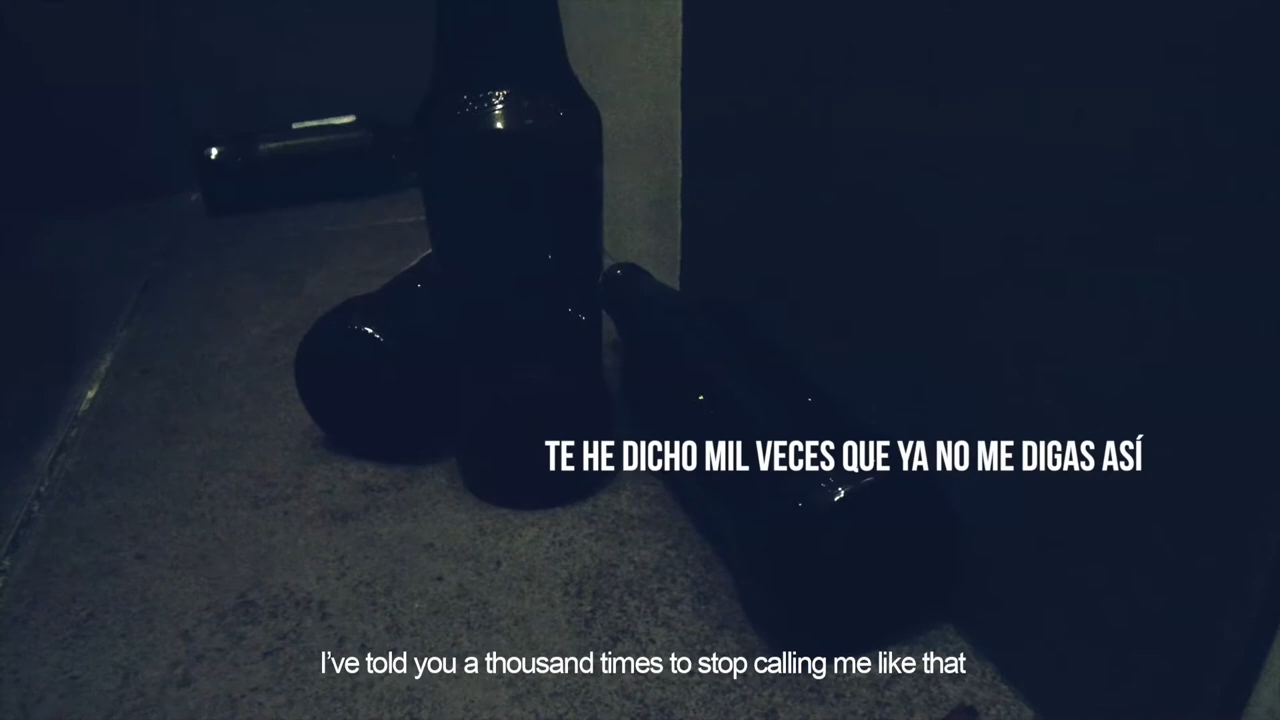 TE HE DICHO MIL VECES QUE YA NO ME DIGAS ASÍ
I've told you a thousand times to stop calling me like that